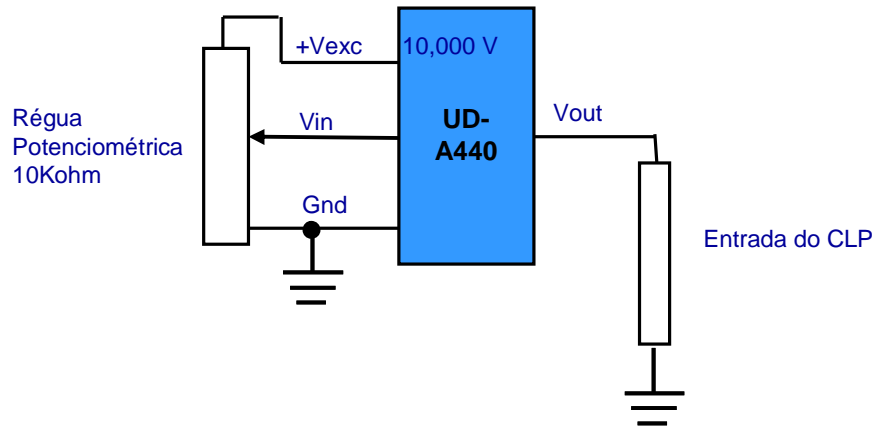 +Vexc
10,000 V
Régua
Potenciométrica
10Kohm
Vin
UD-
A440
Vout
Gnd
Entrada do CLP